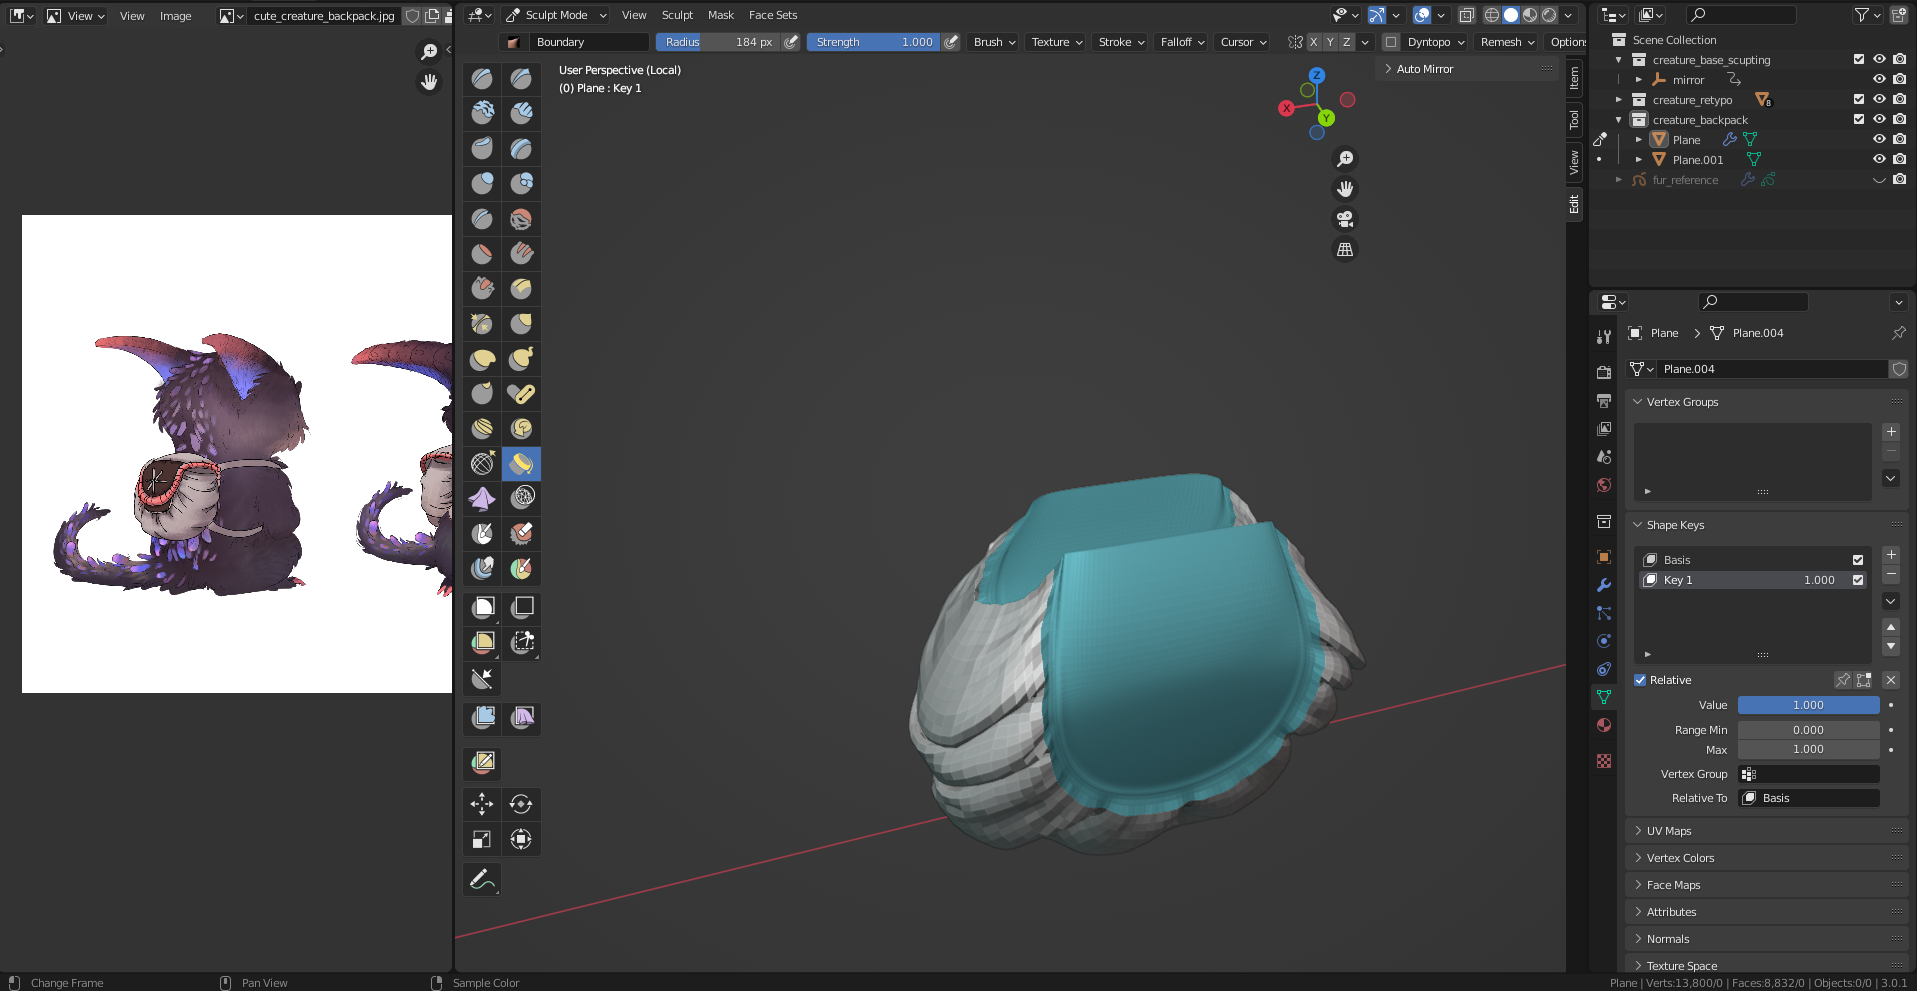 View
View
Image
cute_creature_backpack.jpg
Sculpt Mode
View
Sculpt
Mask
Face Sets
Boundary
Radius
184 px
Strength
1.000
Brush
Texture
Stroke
Falloff
Cursor
X
Y
Z
Dyntopo
Remesh
Options
User Perspective (Local)
(0) Plane : Key 1
Z
X
Y
Auto Mirror
Item
Tool
View
Edit
Scene Collection
creature_base_scupting
mirror
creature_retypo
8
creature_backpack
Plane
Plane.001
fur_reference
Plane
Plane.004
Plane.004
Vertex Groups
Shape Keys
Basis
Key 1
1.000
Relative
Value
1.000
Range Min
0.000
Max
1.000
Vertex Group
Relative To
Basis
UV Maps
Vertex Colors
Face Maps
Attributes
Normals
Texture Space
Change Frame
Pan View
Sample Color
Plane | Verts:13,800/0 | Faces:8,832/0 | Objects:0/0 | 3.0.1